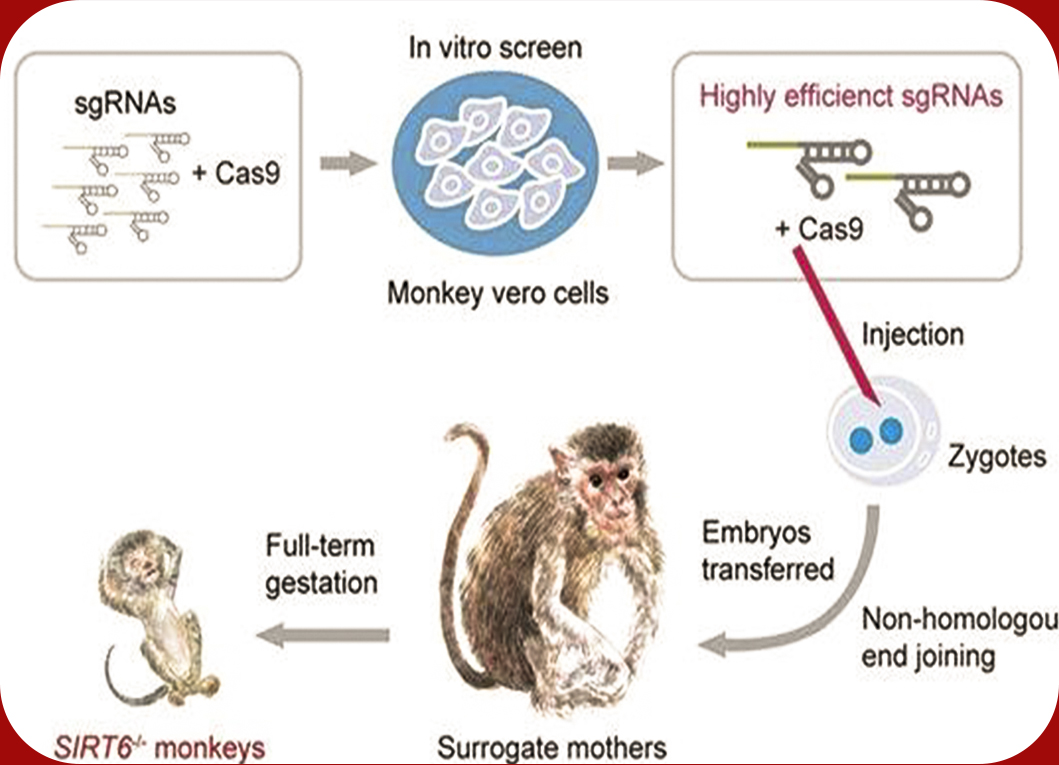 In vitro screen
sgRNAs
+ Cas9
Highly efficienct sgRNAs
+ Cas9
Monkey vero cells
Injection
Zygotes
Embryos
transferred
Non-homologou
end joining
Full-term
gestation
SIRT6-/- monkeys
Surrogate mothers